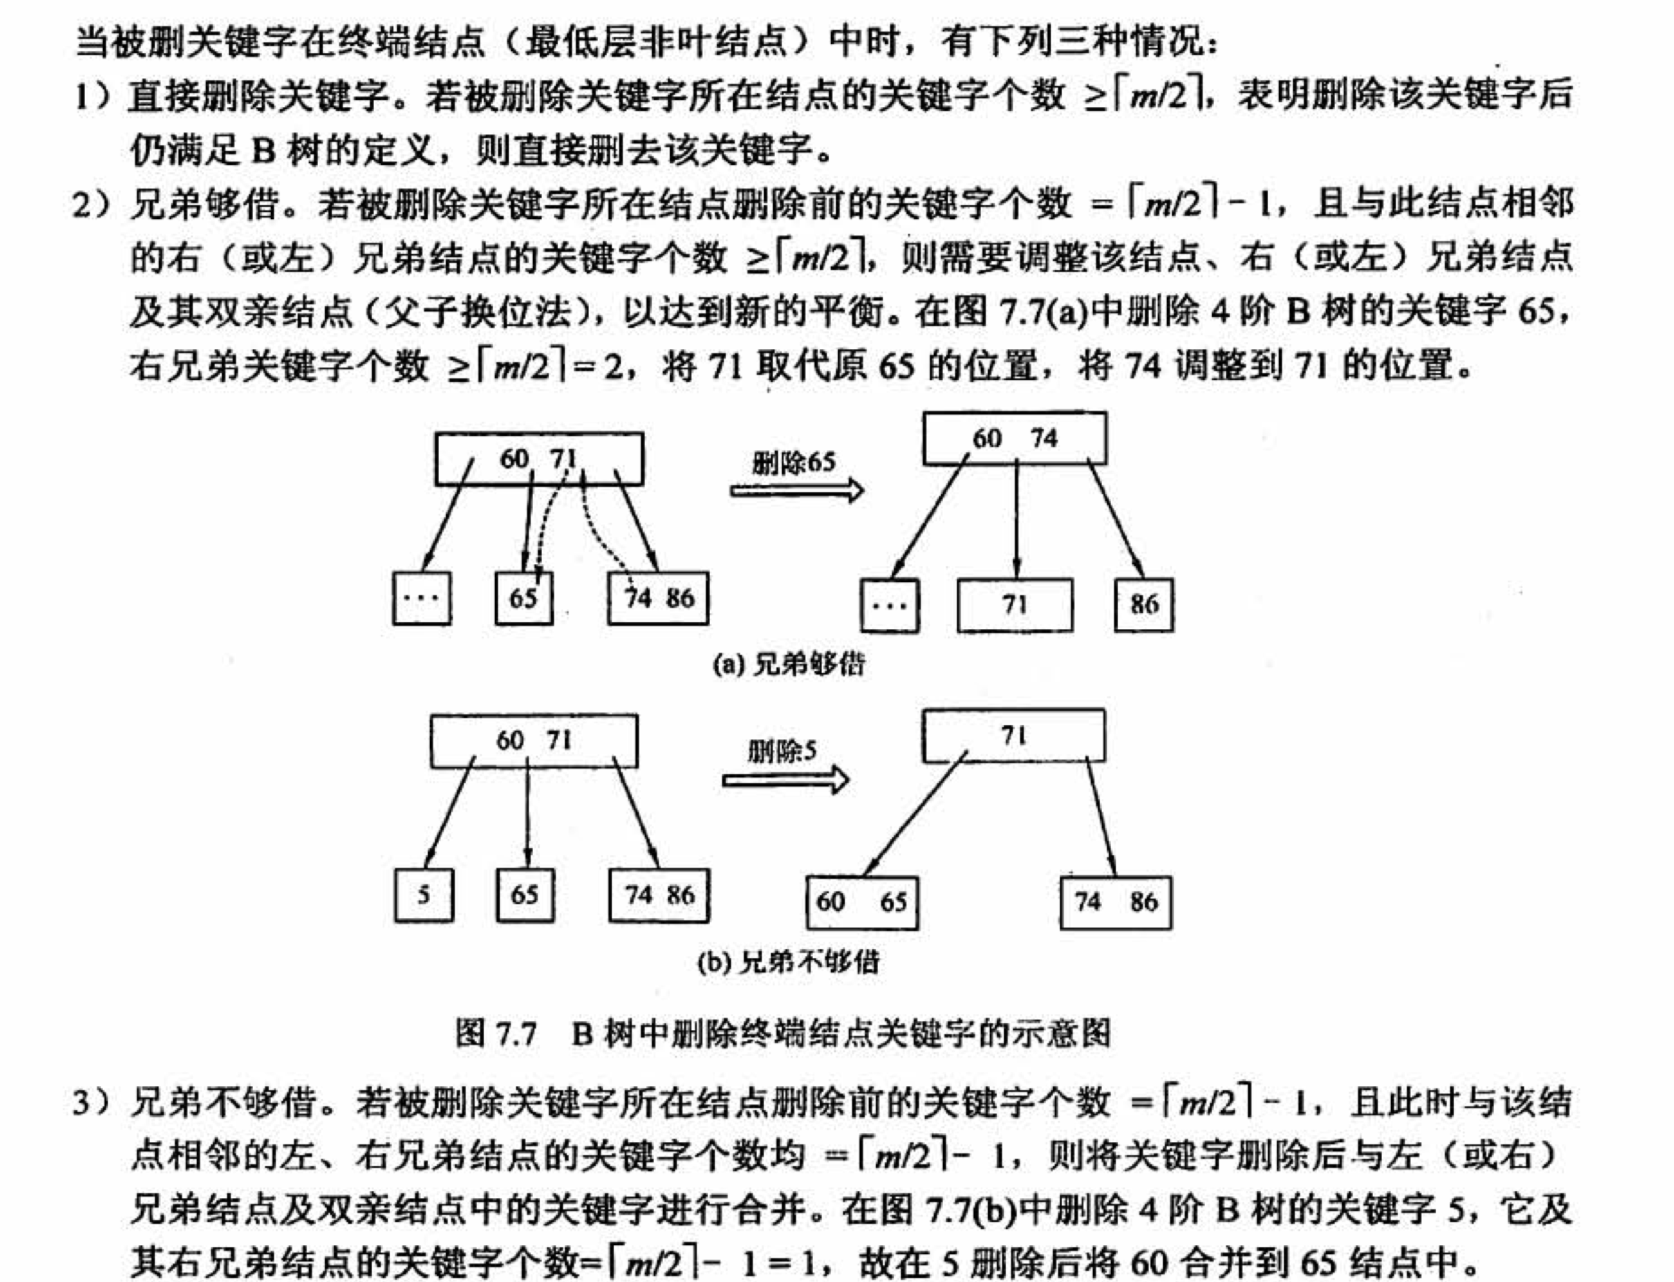 当被删关键字在终端结点（最低层非叶结点）中时，有下列三种情况：
1）直接删除关键字。若被删除关键字所在结点的关键字个数 ≥⌈m/2⌉，表明删除该关键字后
仍满足 B 树的定义，则直接删去该关键字。
2）兄弟够借。若被删除关键字所在结点删除前的关键字个数 = ⌈m/2⌉ − 1，且与此结点相邻
的右（或左）兄弟结点的关键字个数 ≥⌈m/2⌉，则需要调整该结点、右（或左）兄弟结点
及其双亲结点（父子换位法），以达到新的平衡。在图 7.7(a)中删除 4 阶 B 树的关键字 65，
右兄弟关键字个数 ≥⌈m/2⌉ = 2，将 71 取代原 65 的位置，将 74 调整到 71 的位置。
60 71
删除65
60 74
… 65 74 86
… 71 86
(a) 兄弟够借
60 71
删除5
71
5 65 74 86
60 65 74 86
(b) 兄弟不够借
图 7.7 B 树中删除终端结点关键字的示意图
3）兄弟不够借。若被删除关键字所在结点删除前的关键字个数 =⌈m/2⌉ − 1，且此时与该结
点相邻的左、右兄弟结点的关键字个数均 =⌈m/2⌉ − 1，则将关键字删除后与左（或右）
兄弟结点及双亲结点中的关键字进行合并。在图 7.7(b)中删除 4 阶 B 树的关键字 5，它及
其右兄弟结点的关键字个数=⌈m/2⌉ − 1 = 1，故在 5 删除后将 60 合并到 65 结点中。